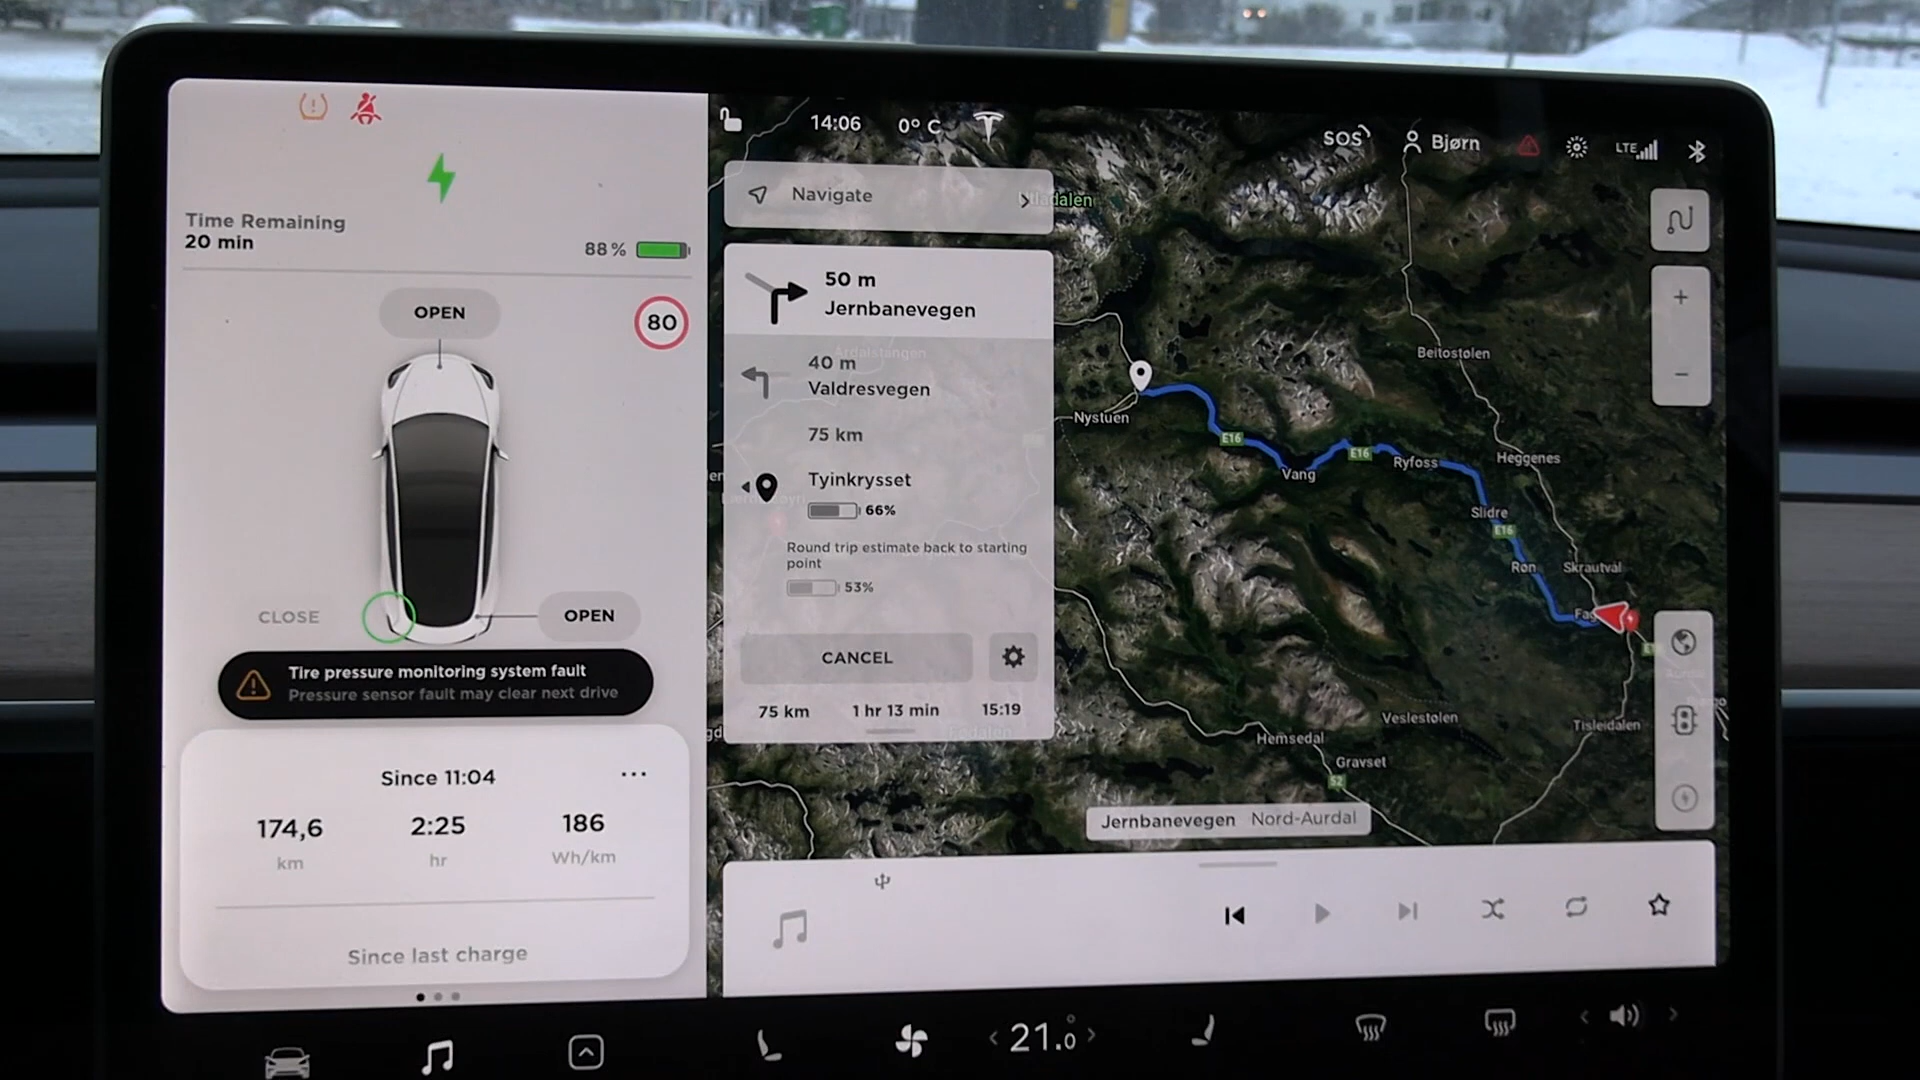 Time Remaining
20 min
88 %
OPEN
80
CLOSE
OPEN
Tire pressure monitoring system fault
Pressure sensor fault may clear next drive
Since 11:04
174,6
2:25
186
km
hr
Wh/km
Since last charge
14:06
0° C
SOS
Bjørn
LTE
Navigate
50 m
Jernbanevegen
40 m
Valdresvegen
75 km
Tyinkrysset
66%
Round trip estimate back to starting
point
53%
CANCEL
75 km
1 hr 13 min
15:19
Årdalstangen
Beitostølen
Nystuen
E16
E16
Vang
Ryfoss
Heggenes
Slidre
E16
Røn
Skrautvål
Veslestølen
Tisleidalen
Hemsedal
Gravset
52
Jernbanevegen Nord-Aurdal
21.0